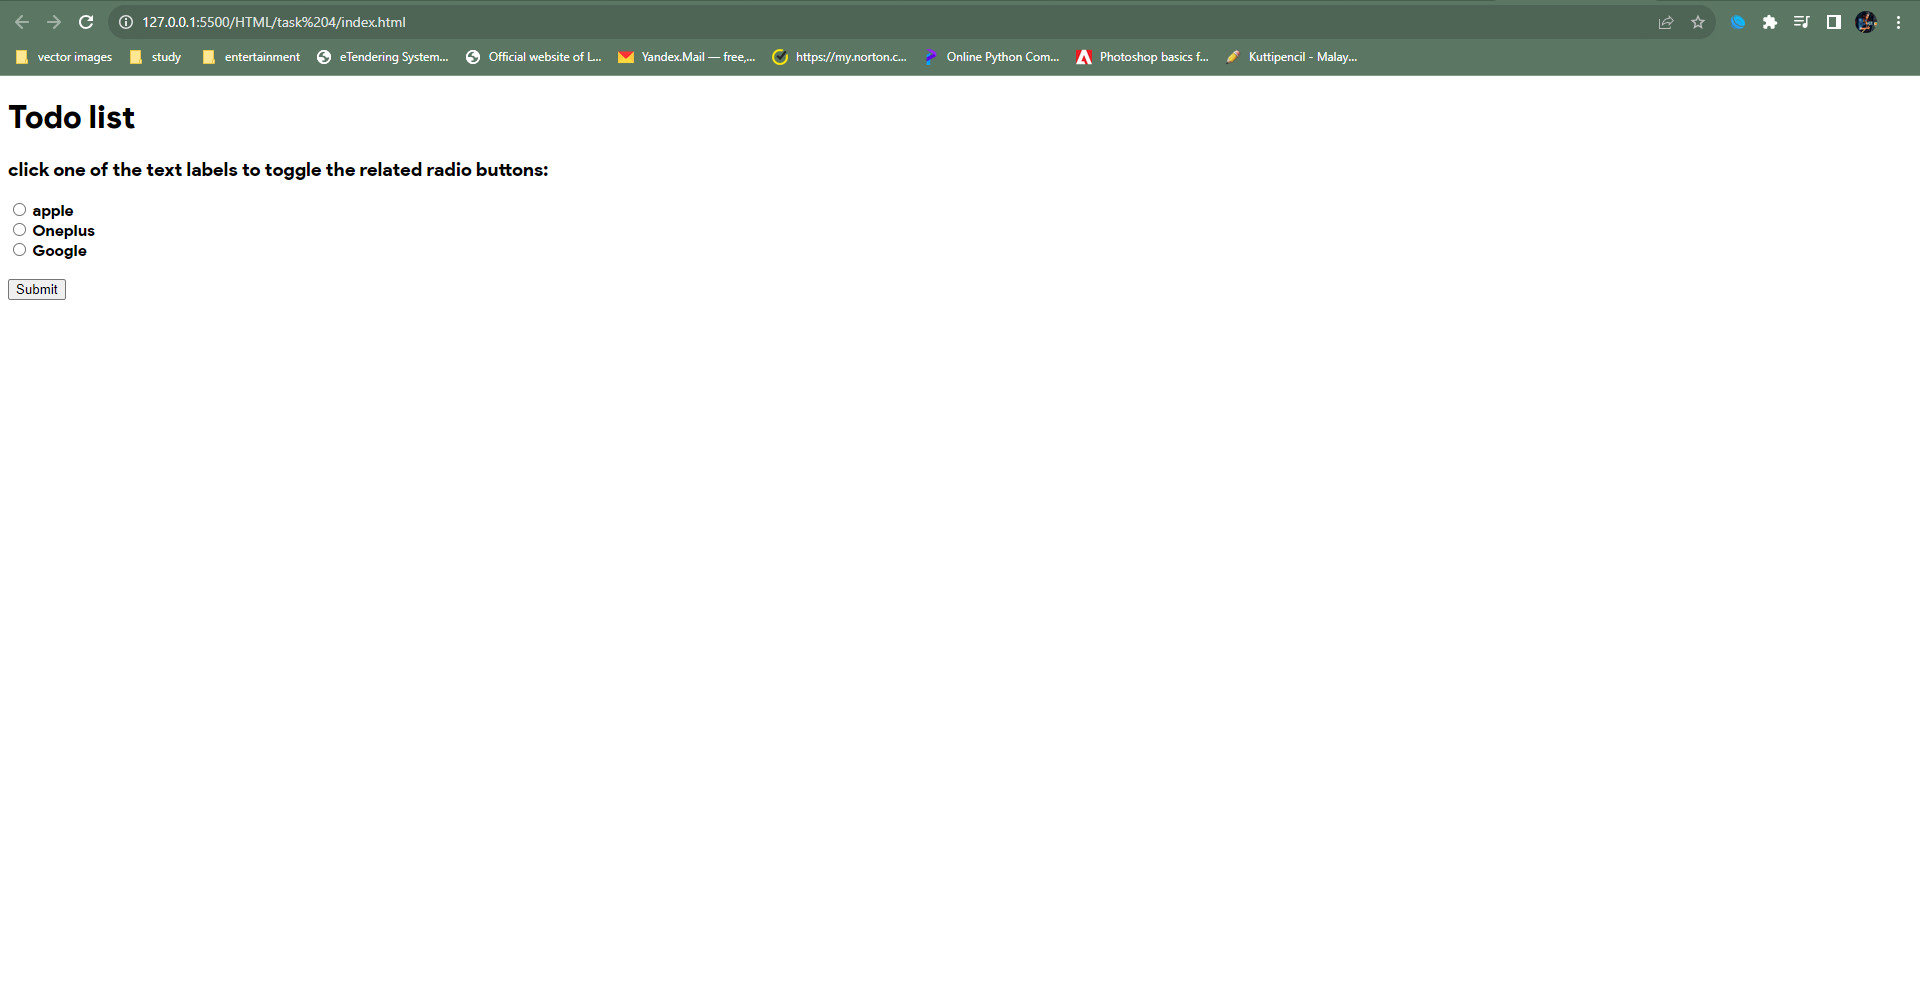 127.0.0.1:5500/HTML/task%204/index.html
vector images study entertainment eTendering System... Official website of L... Yandex.Mail — free,... https://my.norton.c... Online Python Com... Photoshop basics f... Kuttipencil - Malay...
Todo list
click one of the text labels to toggle the related radio buttons:
apple
Oneplus
Google
Submit